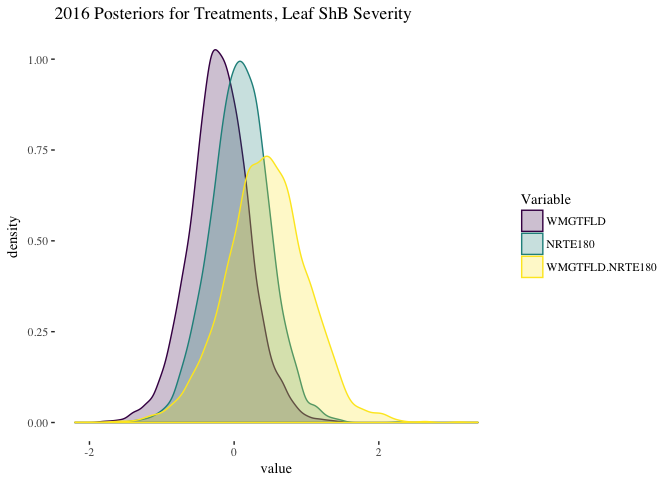 2016 Posteriors for Treatments, Leaf ShB Severity
1.00
0.75
0.50
0.25
0.00
density
-2
0
2
value
Variable
WMGTFLD
NRTE180
WMGTFLD.NRTE180